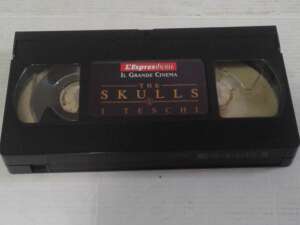 L'Espresso
IL GRANDE CINEMA
THE
SKULLS
I TESCHI